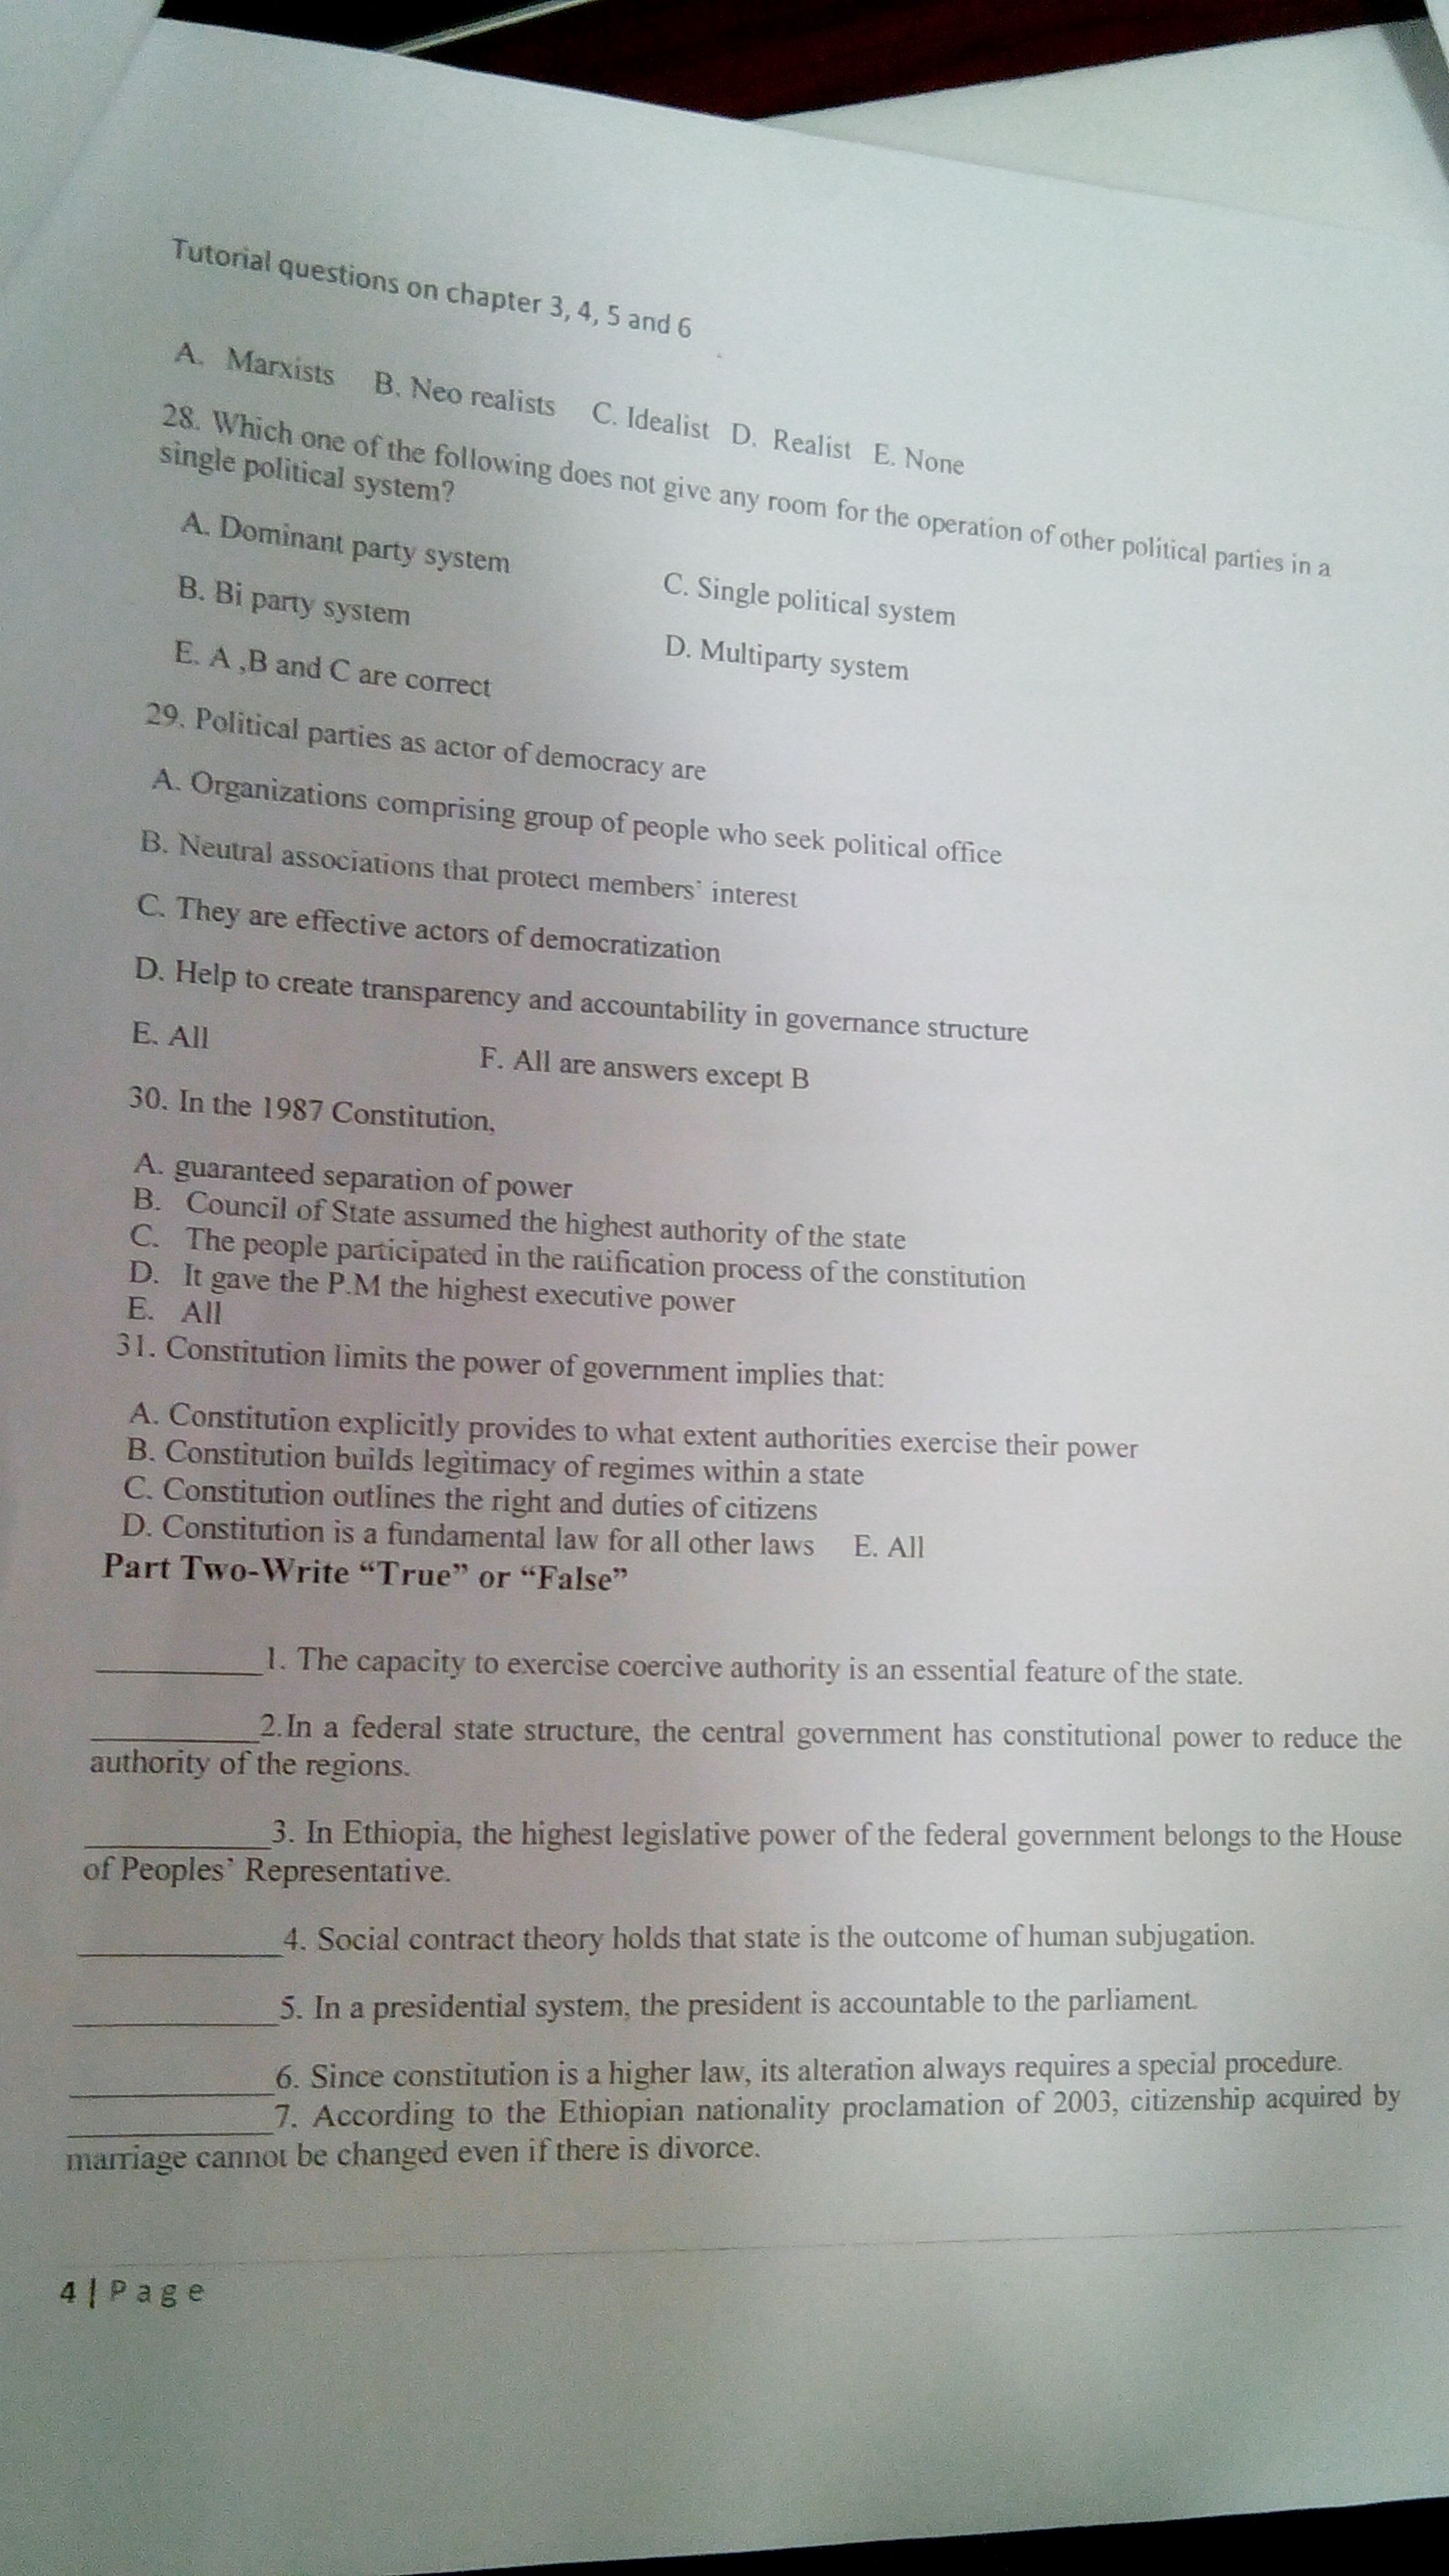 Tutorial questions on chapter 3, 4, 5 and 6
A. Marxists B. Neo realists C. Idealist D. Realist E. None
28. Which one of the following does not give any room for the operation of other political parties in a
single political system?
A. Dominant party system
C. Single political system
B. Bi party system
D. Multiparty system
E. A ,B and C are correct
29. Political parties as actor of democracy are
A. Organizations comprising group of people who seek political office
B. Neutral associations that protect members' interest
C. They are effective actors of democratization
D. Help to create transparency and accountability in governance structure
E. All F. All are answers except B
30. In the 1987 Constitution,
A. guaranteed separation of power
B. Council of State assumed the highest authority of the state
C. The people participated in the ratification process of the constitution
D. It gave the P.M the highest executive power
E. All
31. Constitution limits the power of government implies that:
A. Constitution explicitly provides to what extent authorities exercise their power
B. Constitution builds legitimacy of regimes within a state
C. Constitution outlines the right and duties of citizens
D. Constitution is a fundamental law for all other laws E. All
Part Two-Write “True” or “False”
__________1. The capacity to exercise coercive authority is an essential feature of the state.
__________2.In a federal state structure, the central government has constitutional power to reduce the
authority of the regions.
__________3. In Ethiopia, the highest legislative power of the federal government belongs to the House
of Peoples' Representative.
__________4. Social contract theory holds that state is the outcome of human subjugation.
__________5. In a presidential system, the president is accountable to the parliament.
__________6. Since constitution is a higher law, its alteration always requires a special procedure.
__________7. According to the Ethiopian nationality proclamation of 2003, citizenship acquired by
marriage cannot be changed even if there is divorce.
4 | Page